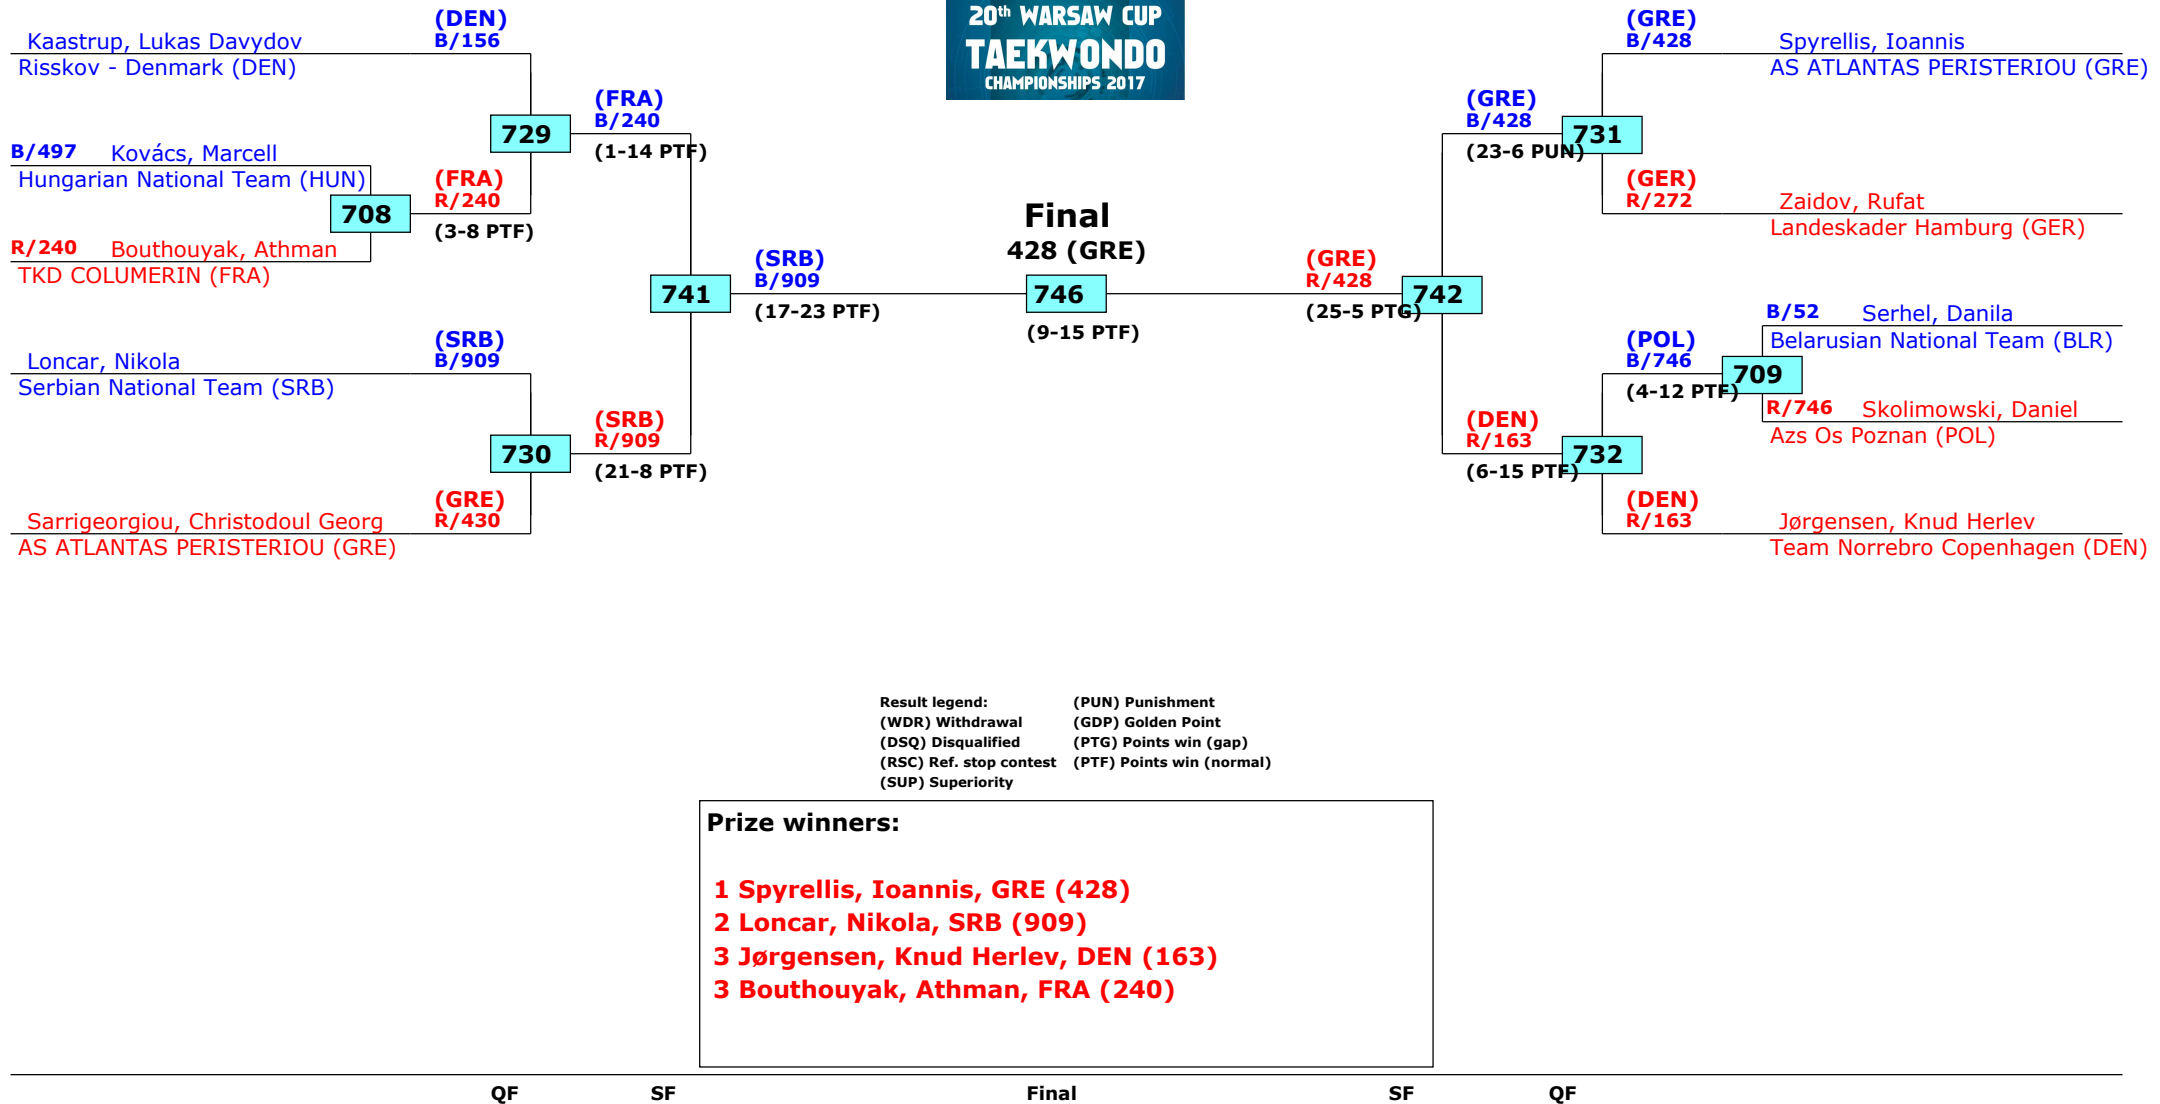 20th WARSAW CUP
TAEKWONDO
CHAMPIONSHIPS 2017
(DEN)
B/156
Kaastrup, Lukas Davydov
Risskov - Denmark (DEN)
729
(FRA)
B/240
(1-14 PTF)
B/497 Kovács, Marcell
Hungarian National Team (HUN)
708
(FRA)
R/240
(3-8 PTF)
R/240 Bouthouyak, Athman
TKD COLUMERIN (FRA)
741
(SRB)
B/909
(17-23 PTF)
(SRB)
B/909
Loncar, Nikola
Serbian National Team (SRB)
730
(SRB)
R/909
(21-8 PTF)
(GRE)
R/430
Sarrigeorgiou, Christodoul Georg
AS ATLANTAS PERISTERIOU (GRE)
Final
428 (GRE)
746
(9-15 PTF)
(GRE)
B/428
Spyrellis, Ioannis
AS ATLANTAS PERISTERIOU (GRE)
(GRE)
B/428
(23-6 PUN)
731
(GER)
R/272
Zaidov, Rufat
Landeskader Hamburg (GER)
(GRE)
R/428
(25-5 PTG)
742
B/52 Serhel, Danila
Belarusian National Team (BLR)
(POL)
B/746
(4-12 PTF)
709
R/746 Skolimowski, Daniel
Azs Os Poznan (POL)
(DEN)
R/163
(6-15 PTF)
732
(DEN)
R/163
Jørgensen, Knud Herlev
Team Norrebro Copenhagen (DEN)
Result legend: (PUN) Punishment
(WDR) Withdrawal (GDP) Golden Point
(DSQ) Disqualified (PTG) Points win (gap)
(RSC) Ref. stop contest (PTF) Points win (normal)
(SUP) Superiority
Prize winners:
1 Spyrellis, Ioannis, GRE (428)
2 Loncar, Nikola, SRB (909)
3 Jørgensen, Knud Herlev, DEN (163)
3 Bouthouyak, Athman, FRA (240)
QF SF Final SF QF